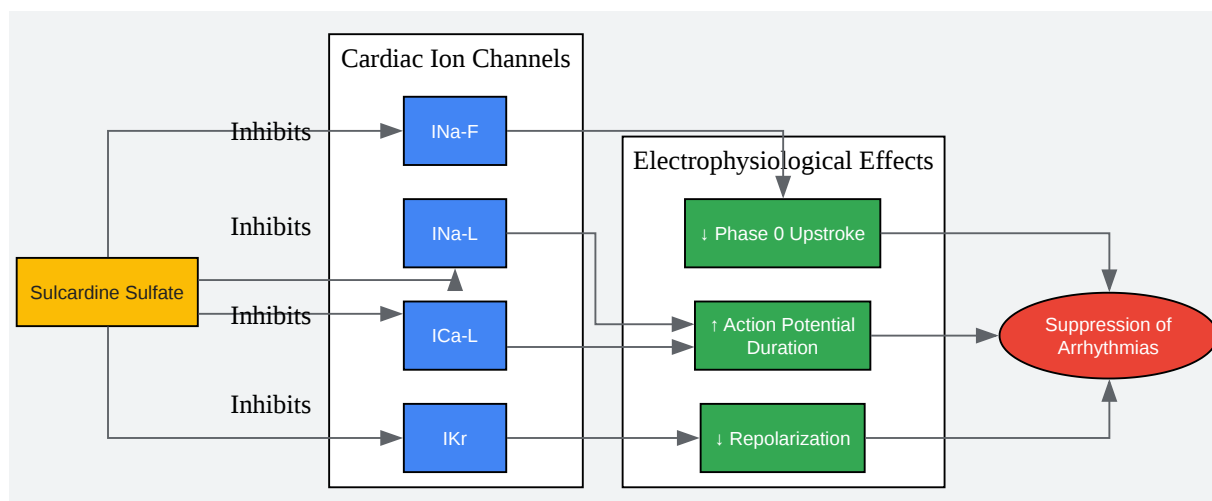 Cardiac Ion Channels
Inhibits
INa-F
Electrophysiological Effects
Inhibits
INa-L
↓ Phase 0 Upstroke
Sulcardine Sulfate
Inhibits
ICa-L
↑ Action Potential
Duration
Suppression of
Arrhythmias
Inhibits
IKr
↓ Repolarization